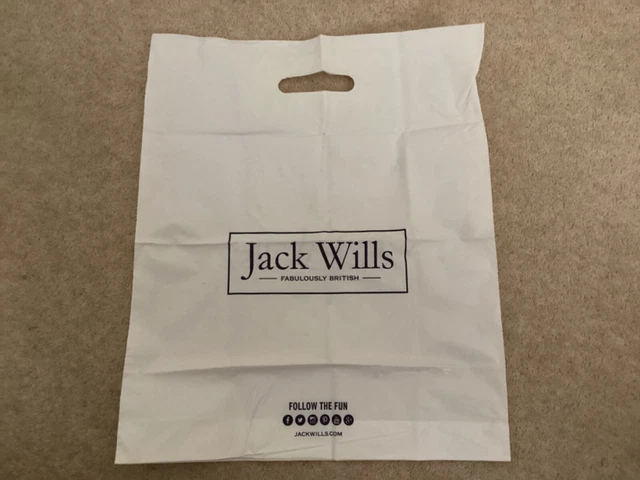 Jack Wills
FABULOUSLY BRITISH
FOLLOW THE FUN
JACKWILLS.COM